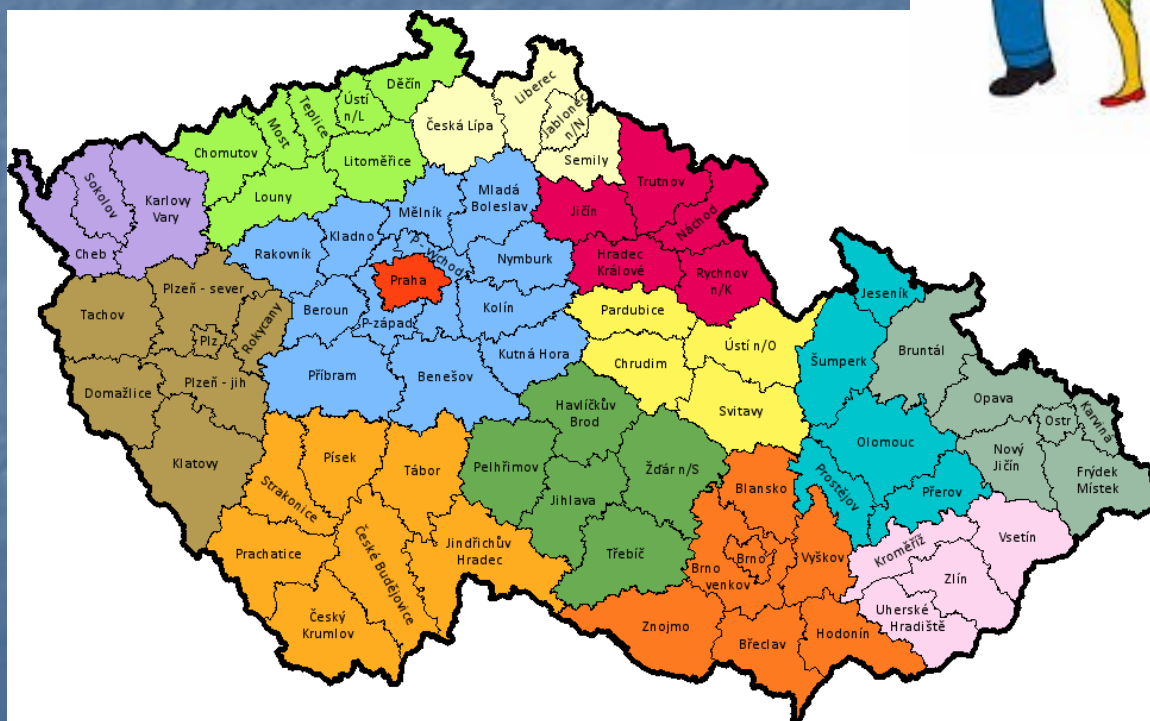 Děčín
Ústí
n/L
Teplice
Most
Chomutov
Litoměřice
Louny
Česká Lípa
Liberec
Jablonec
n/N
Semily
Sokolov
Karlovy
Vary
Cheb
Trutnov
Jičín
Náchod
Hradec
Králové
Rychnov
n/K
Mladá
Boleslav
Mělník
Kladno
Rakovník
P - východ
Nymburk
Praha
Beroun
P-západ
Kolín
Kutná Hora
Příbram
Benešov
Plzeň - sever
Tachov
Plz
Rokycany
Domažlice
Plzeň - jih
Klatovy
Pardubice
Chrudim
Ústí n/O
Svitavy
Jeseník
Šumperk
Olomouc
Prostějov
Přerov
Bruntál
Opava
Karviná
Ostr
Nový
Jičín
Frýdek
Místek
Havlíčkův
Brod
Pelhřimov
Žďár n/S
Jihlava
Třebíč
Písek
Tábor
Strakonice
Prachatice
České Budějovice
Jindřichův
Hradec
Český
Krumlov
Blansko
Brno
Brno
venkov
Vyškov
Znojmo
Břeclav
Hodonín
Kroměříž
Vsetín
Zlín
Uherské
Hradiště